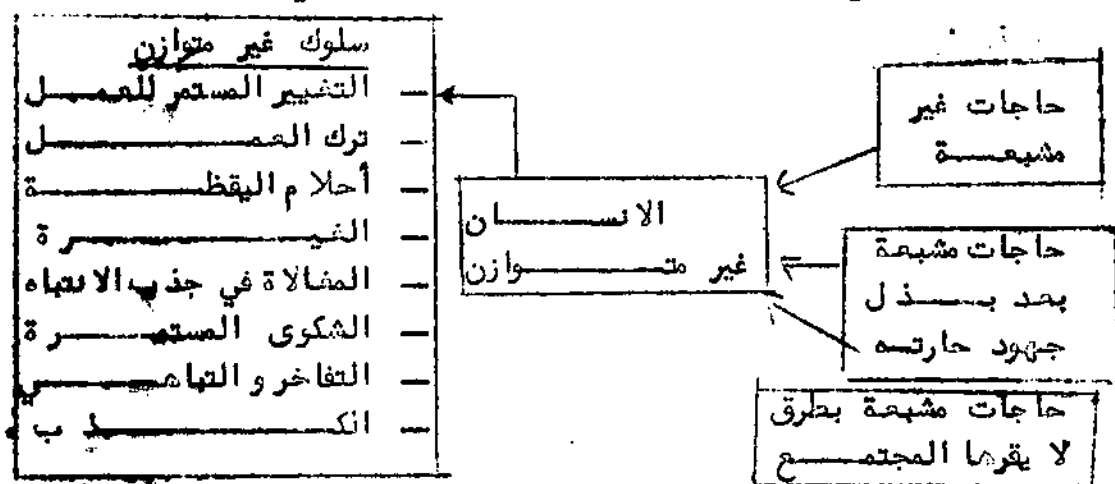 حاجات غير
مشبعة
حاجات مشبعة
بعد بذل
جهود حارته
حاجات مشبعة بطرق
لا يقرها المجتمع
الانسان
غير متوازن
سلوك غير متوازن
– التغيير المستمر للعمل
– ترك العمل
– أحلام اليقظة
– الغيرة
– المغالاة في جذب الانتباه
– الشكوى المستمرة
– التفاخر والتباهي
– الكذب